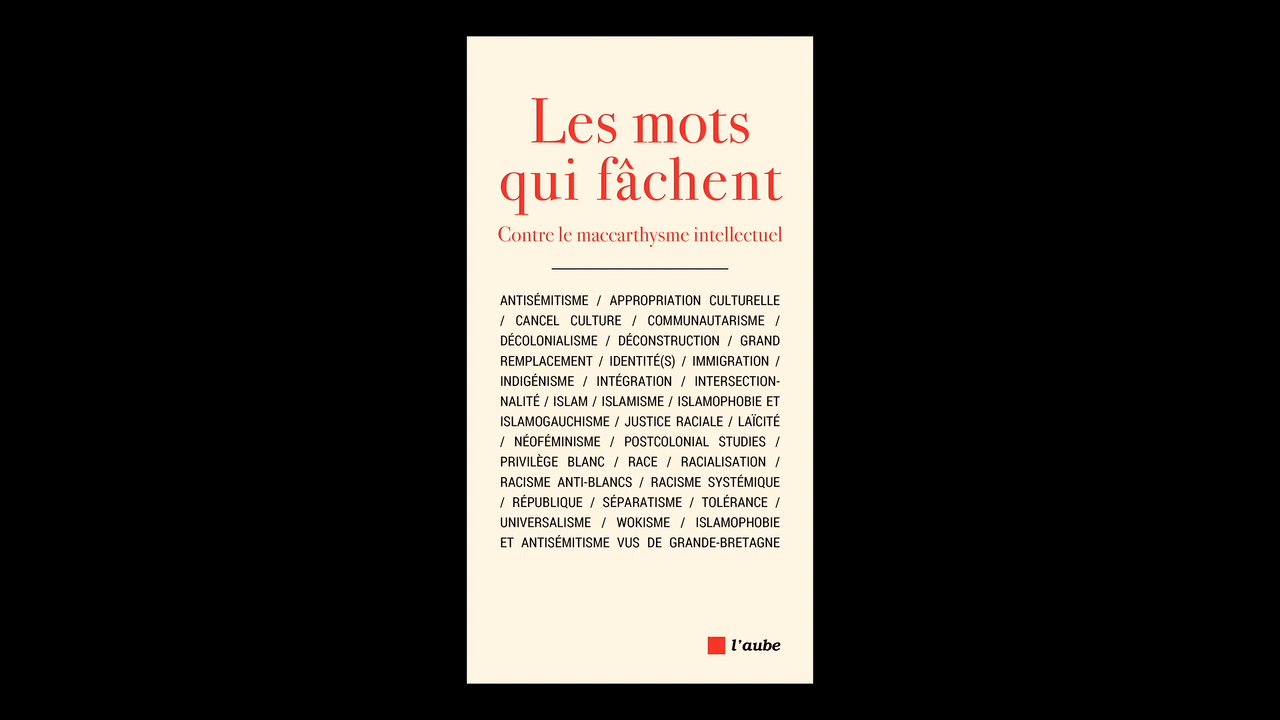 Les mots
qui fâchent
Contre le maccarthysme intellectuel
ANTISÉMITISME / APPROPRIATION CULTURELLE
/ CANCEL CULTURE / COMMUNAUTARISME /
DÉCOLONIALISME / DÉCONSTRUCTION / GRAND
REMPLACEMENT / IDENTITÉ(S) / IMMIGRATION /
INDIGÉNISME / INTÉGRATION / INTERSECTION-
NALITÉ / ISLAM / ISLAMISME / ISLAMOPHOBIE ET
ISLAMOGAUCHISME / JUSTICE RACIALE / LAÏCITÉ
/ NÉOFÉMINISME / POSTCOLONIAL STUDIES /
PRIVILÈGE BLANC / RACE / RACIALISATION /
RACISME ANTI-BLANCS / RACISME SYSTÉMIQUE
/ RÉPUBLIQUE / SÉPARATISME / TOLÉRANCE /
UNIVERSALISME / WOKISME / ISLAMOPHOBIE
ET ANTISÉMITISME VUS DE GRANDE-BRETAGNE
l'aube